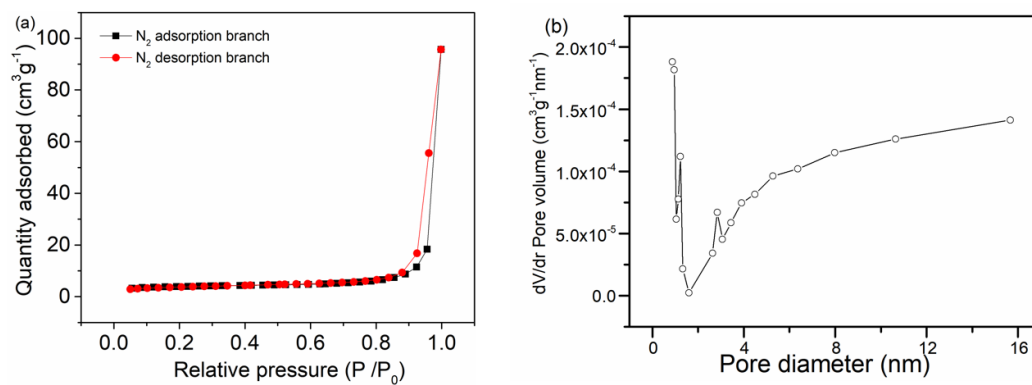 (a)
N₂ adsorption branch
N₂ desorption branch
100
80
60
40
20
0
Quantity adsorbed (cm³g⁻¹)
0.0 0.2 0.4 0.6 0.8 1.0
Relative pressure (P /P₀)
(b)
2.0x10⁻⁴
1.5x10⁻⁴
1.0x10⁻⁴
5.0x10⁻⁵
0.0
dV/dr Pore volume (cm³g⁻¹nm⁻¹)
0 4 8 12 16
Pore diameter (nm)